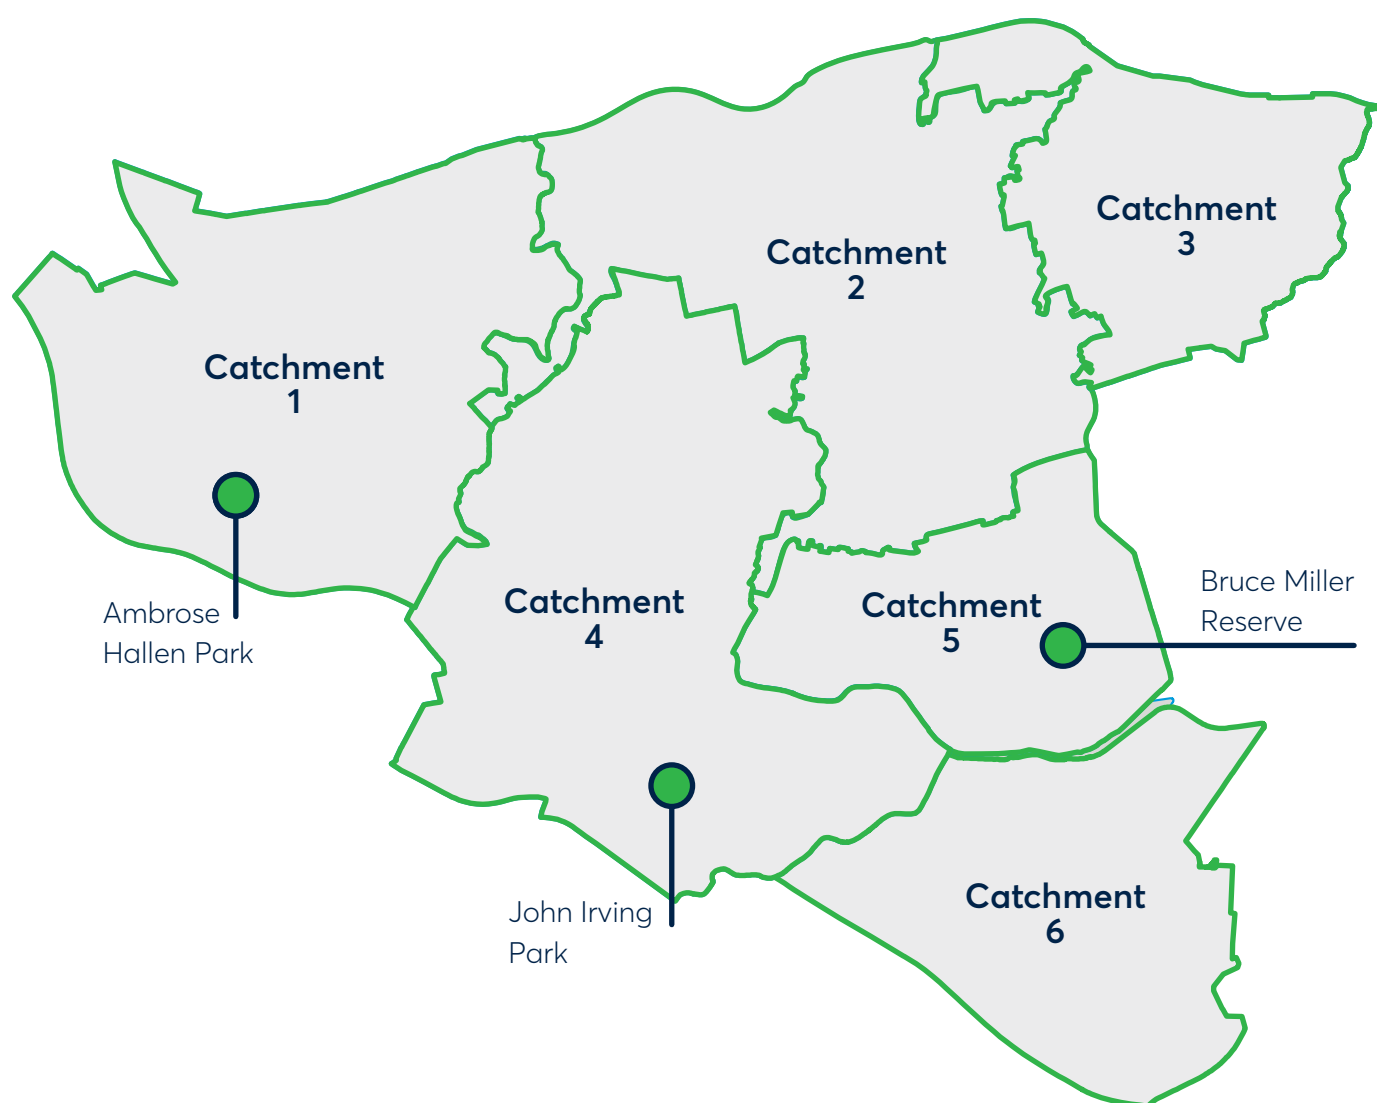 Catchment
3
Catchment
2
Catchment
1
Catchment
4
Catchment
5
Bruce Miller
Reserve
Ambrose
Hallen Park
Catchment
6
John Irving
Park